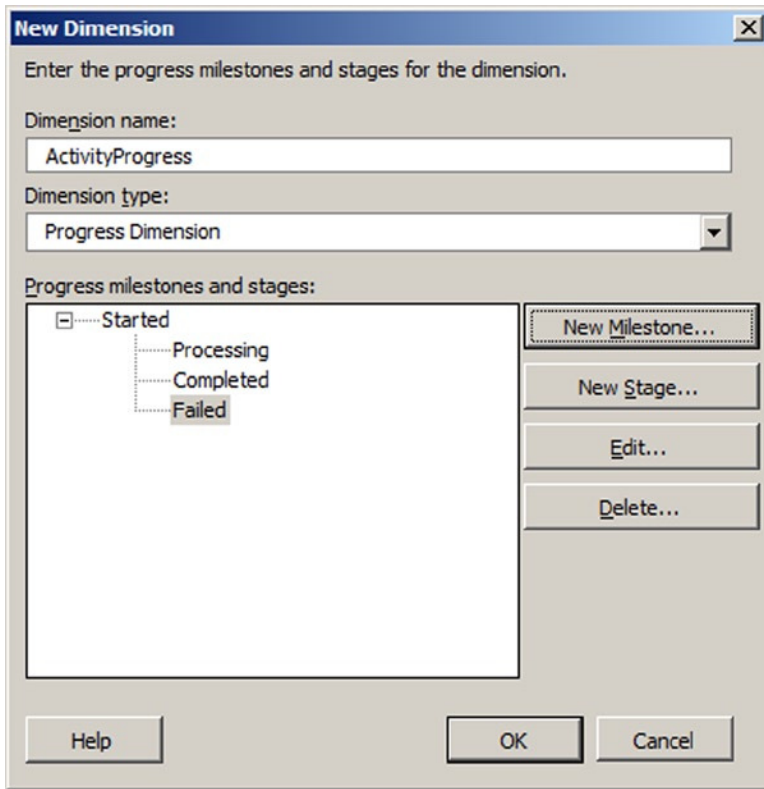 New Dimension
Enter the progress milestones and stages for the dimension.
Dimension name:
ActivityProgress
Dimension type:
Progress Dimension
Progress milestones and stages:
Started
Processing
Completed
Failed
New Milestone...
New Stage...
Edit...
Delete...
Help
OK
Cancel